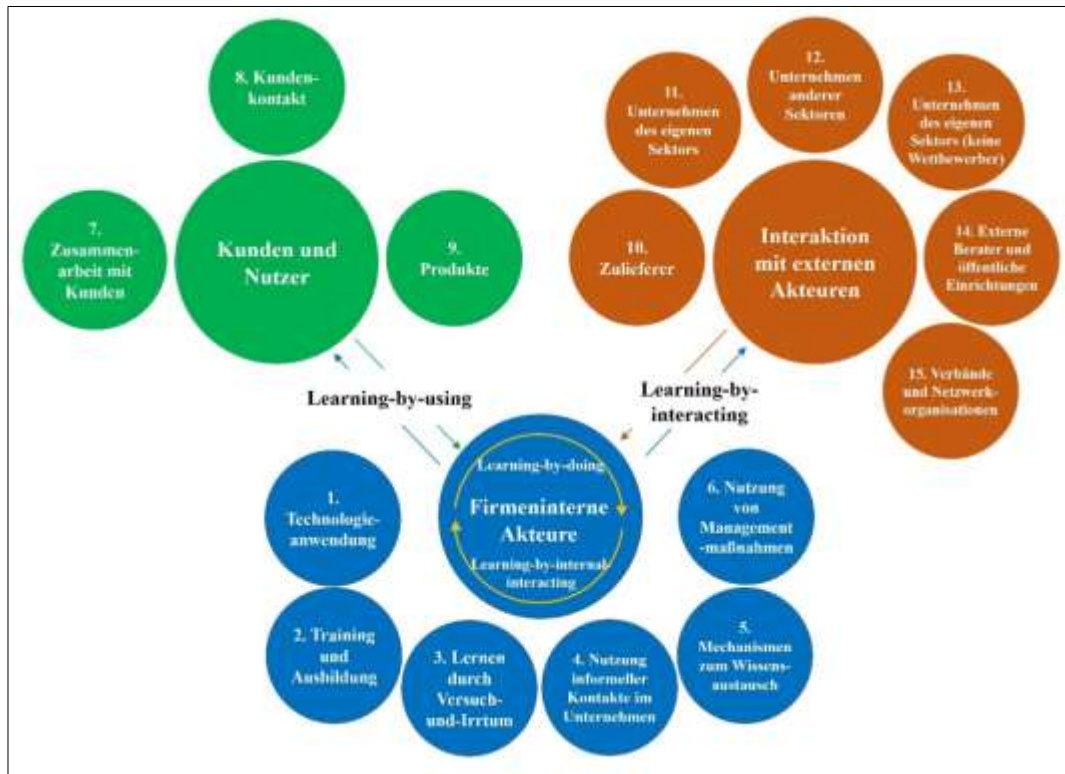 8. Kunden-
kontakt
7.
Zusammen-
arbeit mit
Kunden
Kunden und
Nutzer
9.
Produkte
11.
Unternehmen
des eigenen
Sektors
12.
Unternehmen
anderer
Sektoren
13.
Unternehmen
des eigenen
Sektors (keine
Wettbewerber)
10.
Zulieferer
Interaktion
mit externen
Akteuren
14. Externe
Berater und
öffentliche
Einrichtungen
15. Verbände
und Netzwerk-
organisationen
Learning-by-using
Learning-by-
interacting
Learning-by-doing
Firmeninterne
Akteure
Learning-by-internal-
interacting
1.
Technologie-
anwendung
2. Training
und
Ausbildung
3. Lernen
durch
Versuch-
und-Irrtum
4. Nutzung
informeller
Kontakte im
Unternehmen
5.
Mechanismen
zum Wissens-
austausch
6. Nutzung
von
Management
-maßnahmen